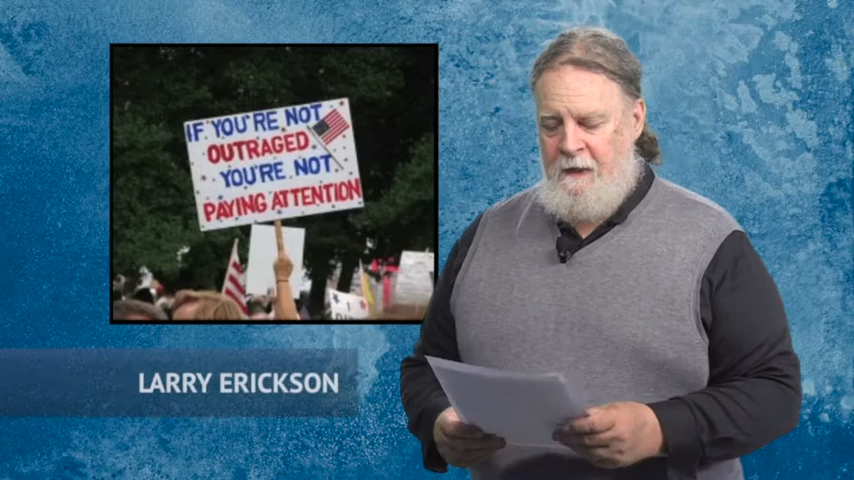 IF YOU'RE NOT
OUTRAGED
YOU'RE NOT
PAYING ATTENTION
LARRY ERICKSON